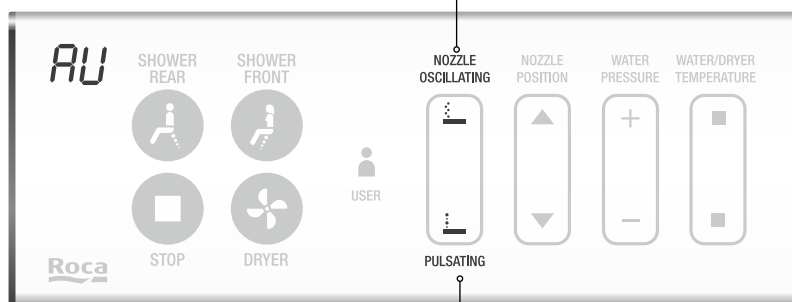 AU
SHOWER REAR
SHOWER FRONT
NOZZLE OSCILLATING
NOZZLE POSITION
WATER PRESSURE
WATER/DRYER TEMPERATURE
USER
STOP
DRYER
PULSATING
Roca